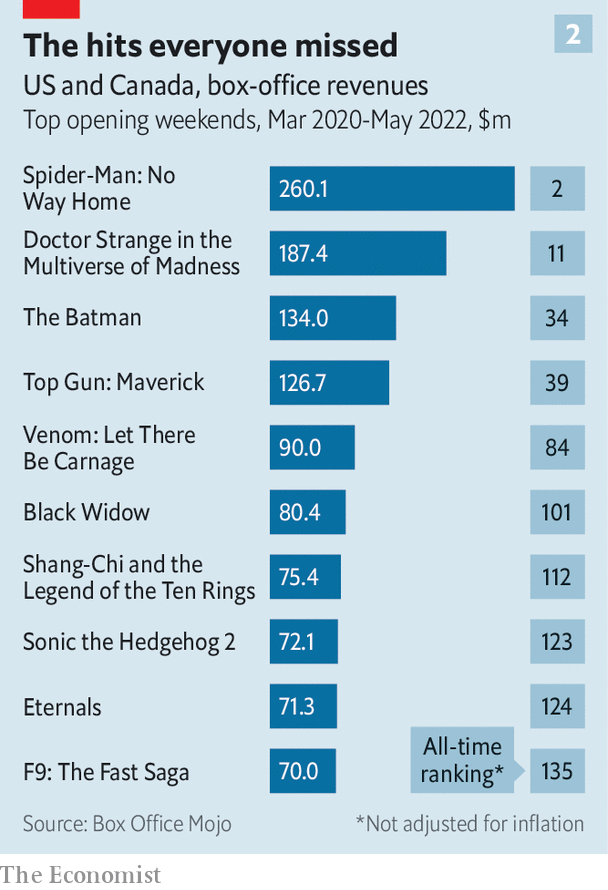 The hits everyone missed
2
US and Canada, box-office revenues
Top opening weekends, Mar 2020-May 2022, $m
Spider-Man: No
Way Home
260.1
2
Doctor Strange in the
Multiverse of Madness
187.4
11
The Batman
134.0
34
Top Gun: Maverick
126.7
39
Venom: Let There
Be Carnage
90.0
84
Black Widow
80.4
101
Shang-Chi and the
Legend of the Ten Rings
75.4
112
Sonic the Hedgehog 2
72.1
123
Eternals
71.3
124
F9: The Fast Saga
70.0
All-time
ranking*
135
Source: Box Office Mojo
*Not adjusted for inflation
The Economist